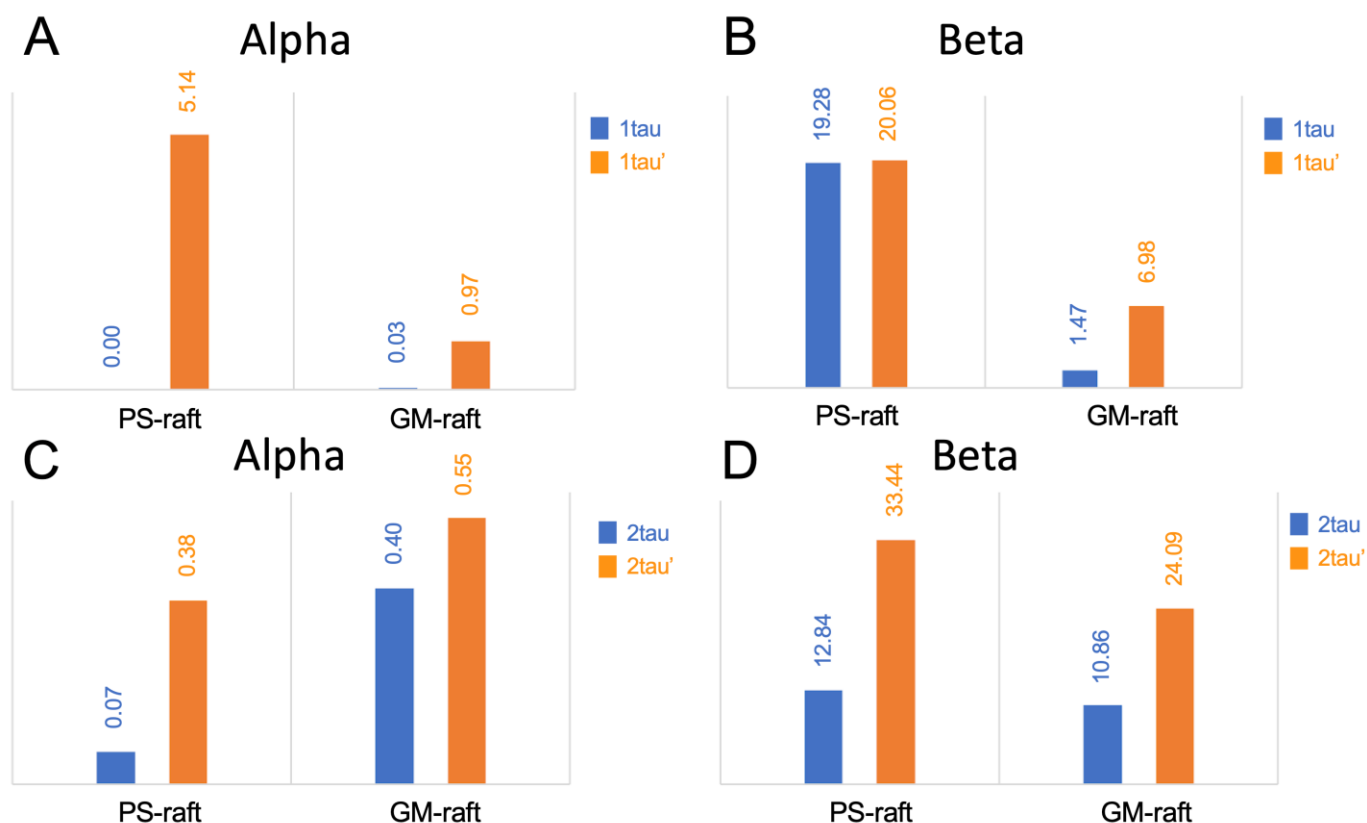 A
Alpha
5.14
0.00
0.03
0.97
1tau
1tau'
PS-raft
GM-raft
B
Beta
19.28
20.06
1.47
6.98
1tau
1tau'
PS-raft
GM-raft
C
Alpha
0.07
0.38
0.40
0.55
2tau
2tau'
PS-raft
GM-raft
D
Beta
12.84
33.44
10.86
24.09
2tau
2tau'
PS-raft
GM-raft